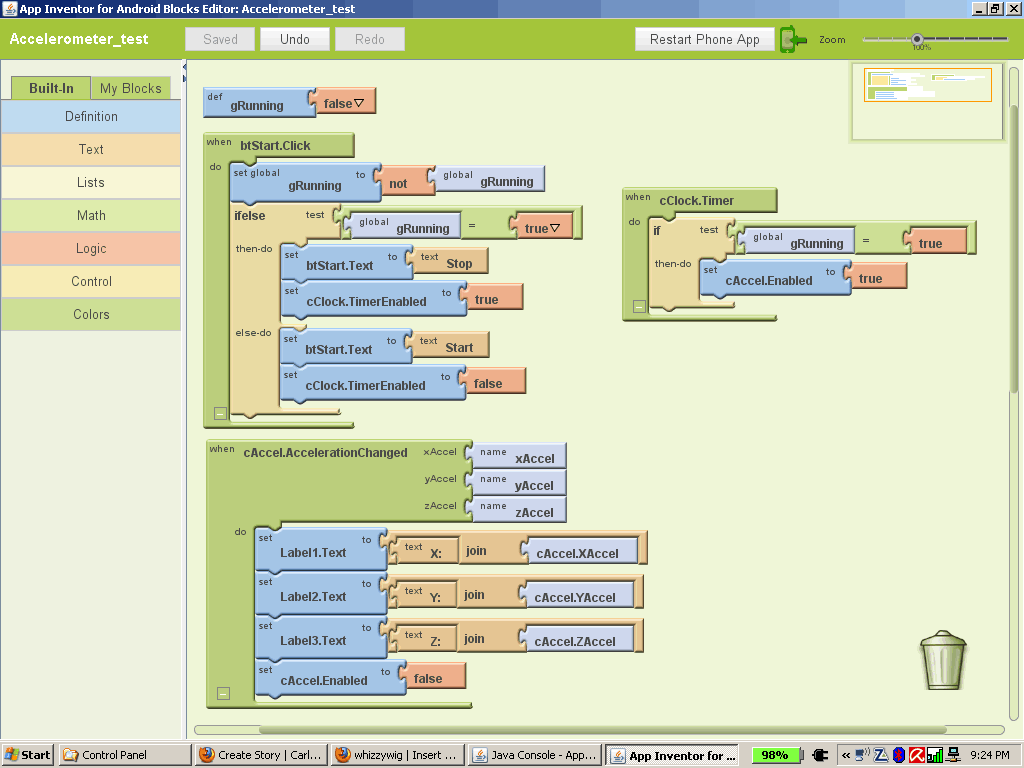 App Inventor for Android Blocks Editor: Accelerometer_test
Accelerometer_test
Saved
Undo
Redo
Restart Phone App
Zoom
100%
Built-In
My Blocks
Definition
Text
Lists
Math
Logic
Control
Colors
def gRunning false
when btStart.Click
do set global gRunning to not global gRunning
ifelse test global gRunning = true
then-do set btStart.Text to text Stop
set cClock.TimerEnabled to true
else-do set btStart.Text to text Start
set cClock.TimerEnabled to false
when cClock.Timer
do if test global gRunning = true
then-do set cAccel.Enabled to true
when cAccel.AccelerationChanged xAccel name xAccel
yAccel name yAccel
zAccel name zAccel
do set Label1.Text to text X: join cAccel.XAccel
set Label2.Text to text Y: join cAccel.YAccel
set Label3.Text to text Z: join cAccel.ZAccel
set cAccel.Enabled to false
Start
Control Panel
Create Story | Carl...
whizzywig | Insert ...
Java Console - App...
App Inventor for ...
98%
9:24 PM